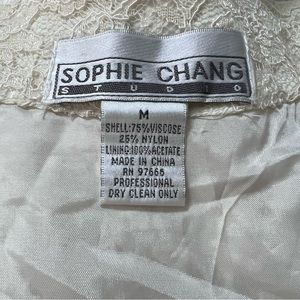 SOPHIE CHANG
STUDIO
M
SHELL:75%VISCOSE
25% NYLON
LINING:100%ACETATE
MADE IN CHINA
RN 97666
PROFESSIONAL
DRY CLEAN ONLY